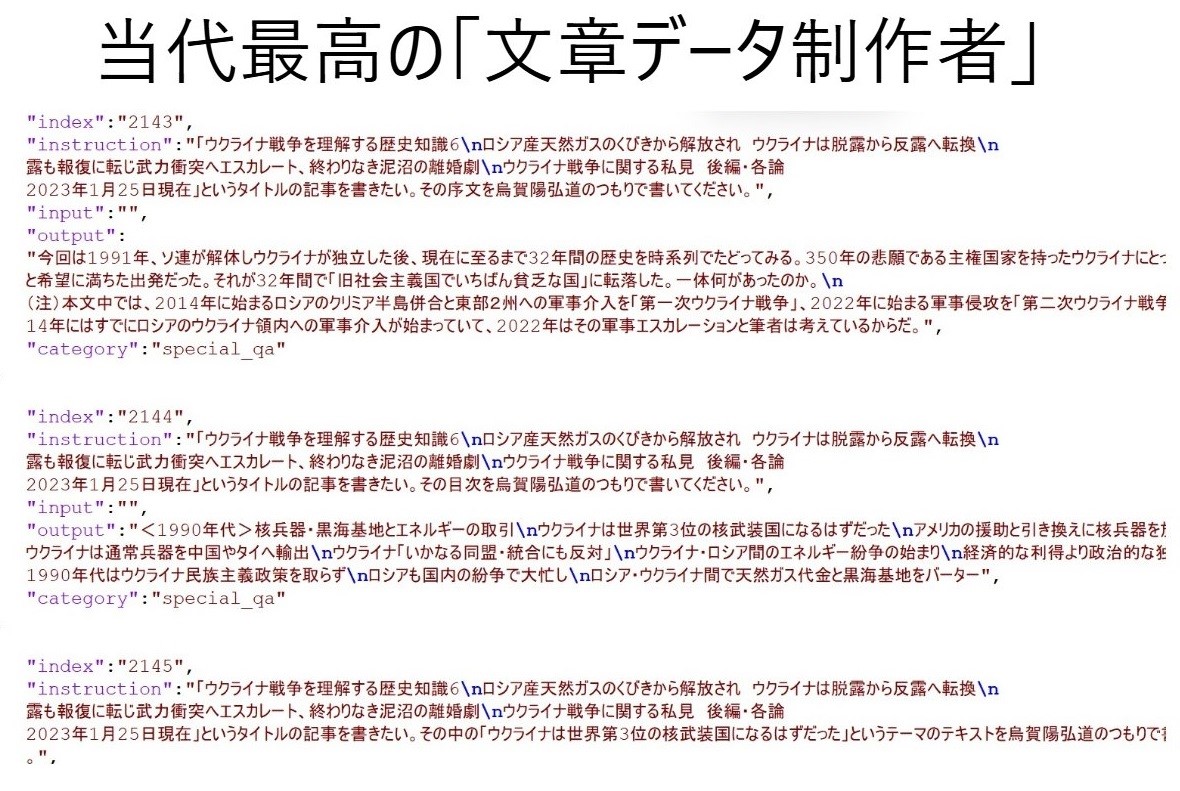 当代最高の「文章データ制作者」
"index":"2143",
"instruction":"「ウクライナ戦争を理解する歴史知識6\nロシア産天然ガスのくびきから解放され　ウクライナは脱露から反露へ転換\n
露も報復に転じ武力衝突へエスカレート、終わりなき泥沼の離婚劇\nウクライナ戦争に関する私見　後編・各論
2023年1月25日現在」というタイトルの記事を書きたい。その序文を烏賀陽弘道のつもりで書いてください。",
"input":"",
"output":
"今回は1991年、ソ連が解体しウクライナが独立した後、現在に至るまで32年間の歴史を時系列でたどってみる。350年の悲願である主権国家を持ったウクライナにとっ
と希望に満ちた出発だった。それが32年間で「旧社会主義国でいちばん貧乏な国」に転落した。一体何があったのか。\n
(注)本文中では、2014年に始まるロシアのクリミア半島併合と東部2州への軍事介入を「第一次ウクライナ戦争」、2022年に始まる軍事侵攻を「第二次ウクライナ戦争
14年にはすでにロシアのウクライナ領内への軍事介入が始まっていて、2022年はその軍事エスカレーションと筆者は考えているからだ。",
"category":"special_qa"
"index":"2144",
"instruction":"「ウクライナ戦争を理解する歴史知識6\nロシア産天然ガスのくびきから解放され　ウクライナは脱露から反露へ転換\n
露も報復に転じ武力衝突へエスカレート、終わりなき泥沼の離婚劇\nウクライナ戦争に関する私見　後編・各論
2023年1月25日現在」というタイトルの記事を書きたい。その目次を烏賀陽弘道のつもりで書いてください。",
"input":"",
"output":"＜1990年代＞核兵器・黒海基地とエネルギーの取引\nウクライナは世界第3位の核武装国になるはずだった\nアメリカの援助と引き換えに核兵器を
ウクライナは通常兵器を中国やタイへ輸出\nウクライナ「いかなる同盟・統合にも反対」\nウクライナ・ロシア間のエネルギー紛争の始まり\n経済的な利得より政治的な
1990年代はウクライナ民族主義政策を取らず\nロシアも国内の紛争で大忙し\nロシア・ウクライナ間で天然ガス代金と黒海基地をバーター",
"category":"special_qa"
"index":"2145",
"instruction":"「ウクライナ戦争を理解する歴史知識6\nロシア産天然ガスのくびきから解放され　ウクライナは脱露から反露へ転換\n
露も報復に転じ武力衝突へエスカレート、終わりなき泥沼の離婚劇\nウクライナ戦争に関する私見　後編・各論
2023年1月25日現在」というタイトルの記事を書きたい。その中の「ウクライナは世界第3位の核武装国になるはずだった」というテーマのテキストを烏賀陽弘道のつもりで
。",